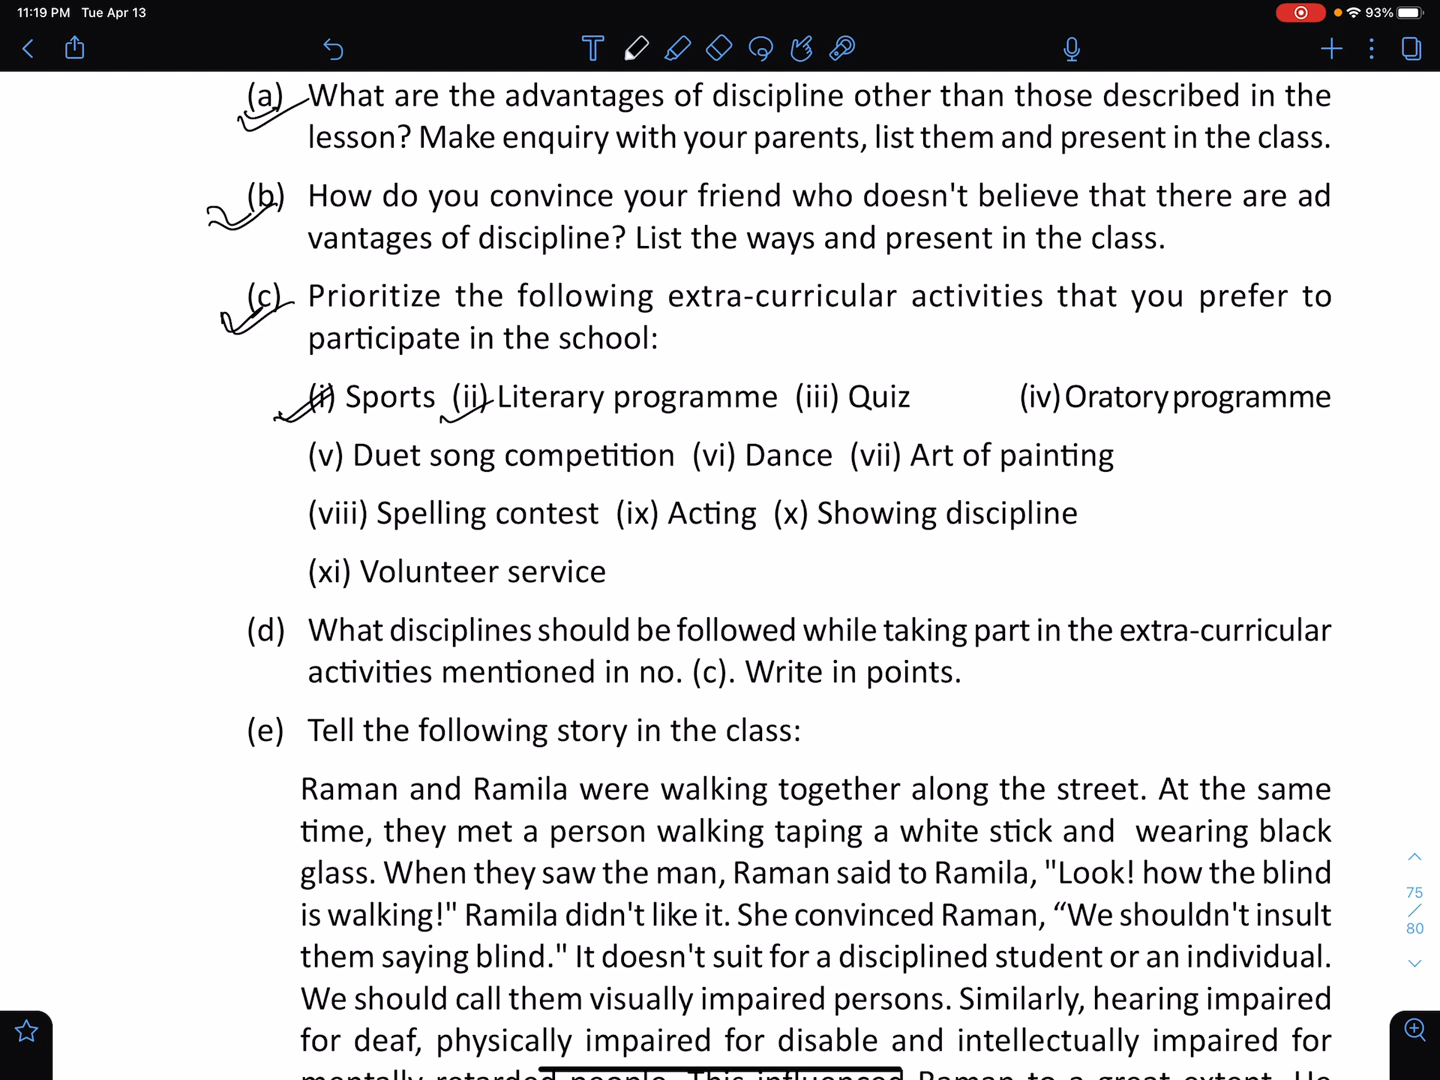 11:19 PM Tue Apr 13
93%
(a) What are the advantages of discipline other than those described in the
lesson? Make enquiry with your parents, list them and present in the class.
(b) How do you convince your friend who doesn't believe that there are ad
vantages of discipline? List the ways and present in the class.
(c) Prioritize the following extra-curricular activities that you prefer to
participate in the school:
(i) Sports (ii) Literary programme (iii) Quiz (iv) Oratory programme
(v) Duet song competition (vi) Dance (vii) Art of painting
(viii) Spelling contest (ix) Acting (x) Showing discipline
(xi) Volunteer service
(d) What disciplines should be followed while taking part in the extra-curricular
activities mentioned in no. (c). Write in points.
(e) Tell the following story in the class:
Raman and Ramila were walking together along the street. At the same
time, they met a person walking taping a white stick and wearing black
glass. When they saw the man, Raman said to Ramila, "Look! how the blind
is walking!" Ramila didn't like it. She convinced Raman, “We shouldn't insult
them saying blind." It doesn't suit for a disciplined student or an individual.
We should call them visually impaired persons. Similarly, hearing impaired
for deaf, physically impaired for disable and intellectually impaired for
mentally retarded people. This influenced Raman to a great extent. He
75
/
80